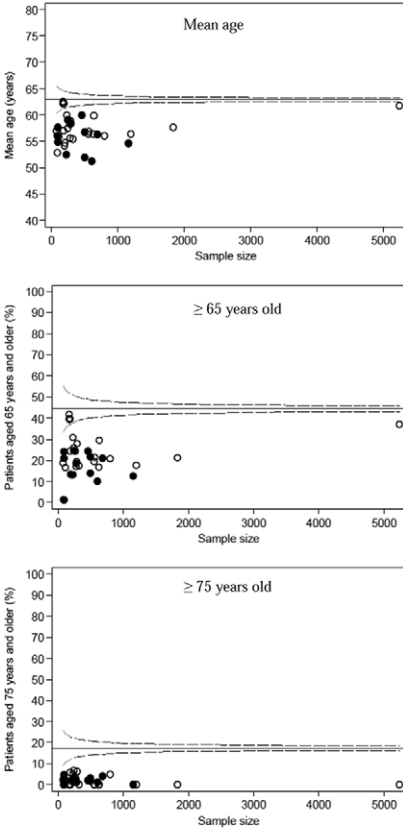 Mean age
Mean age (years)
80
75
70
65
60
55
50
45
40
0 1000 2000 3000 4000 5000
Sample size
≥ 65 years old
Patients aged 65 years and older (%)
100
90
80
70
60
50
40
30
20
10
0
0 1000 2000 3000 4000 5000
Sample size
≥ 75 years old
Patients aged 75 years and older (%)
100
90
80
70
60
50
40
30
20
10
0
0 1000 2000 3000 4000 5000
Sample size